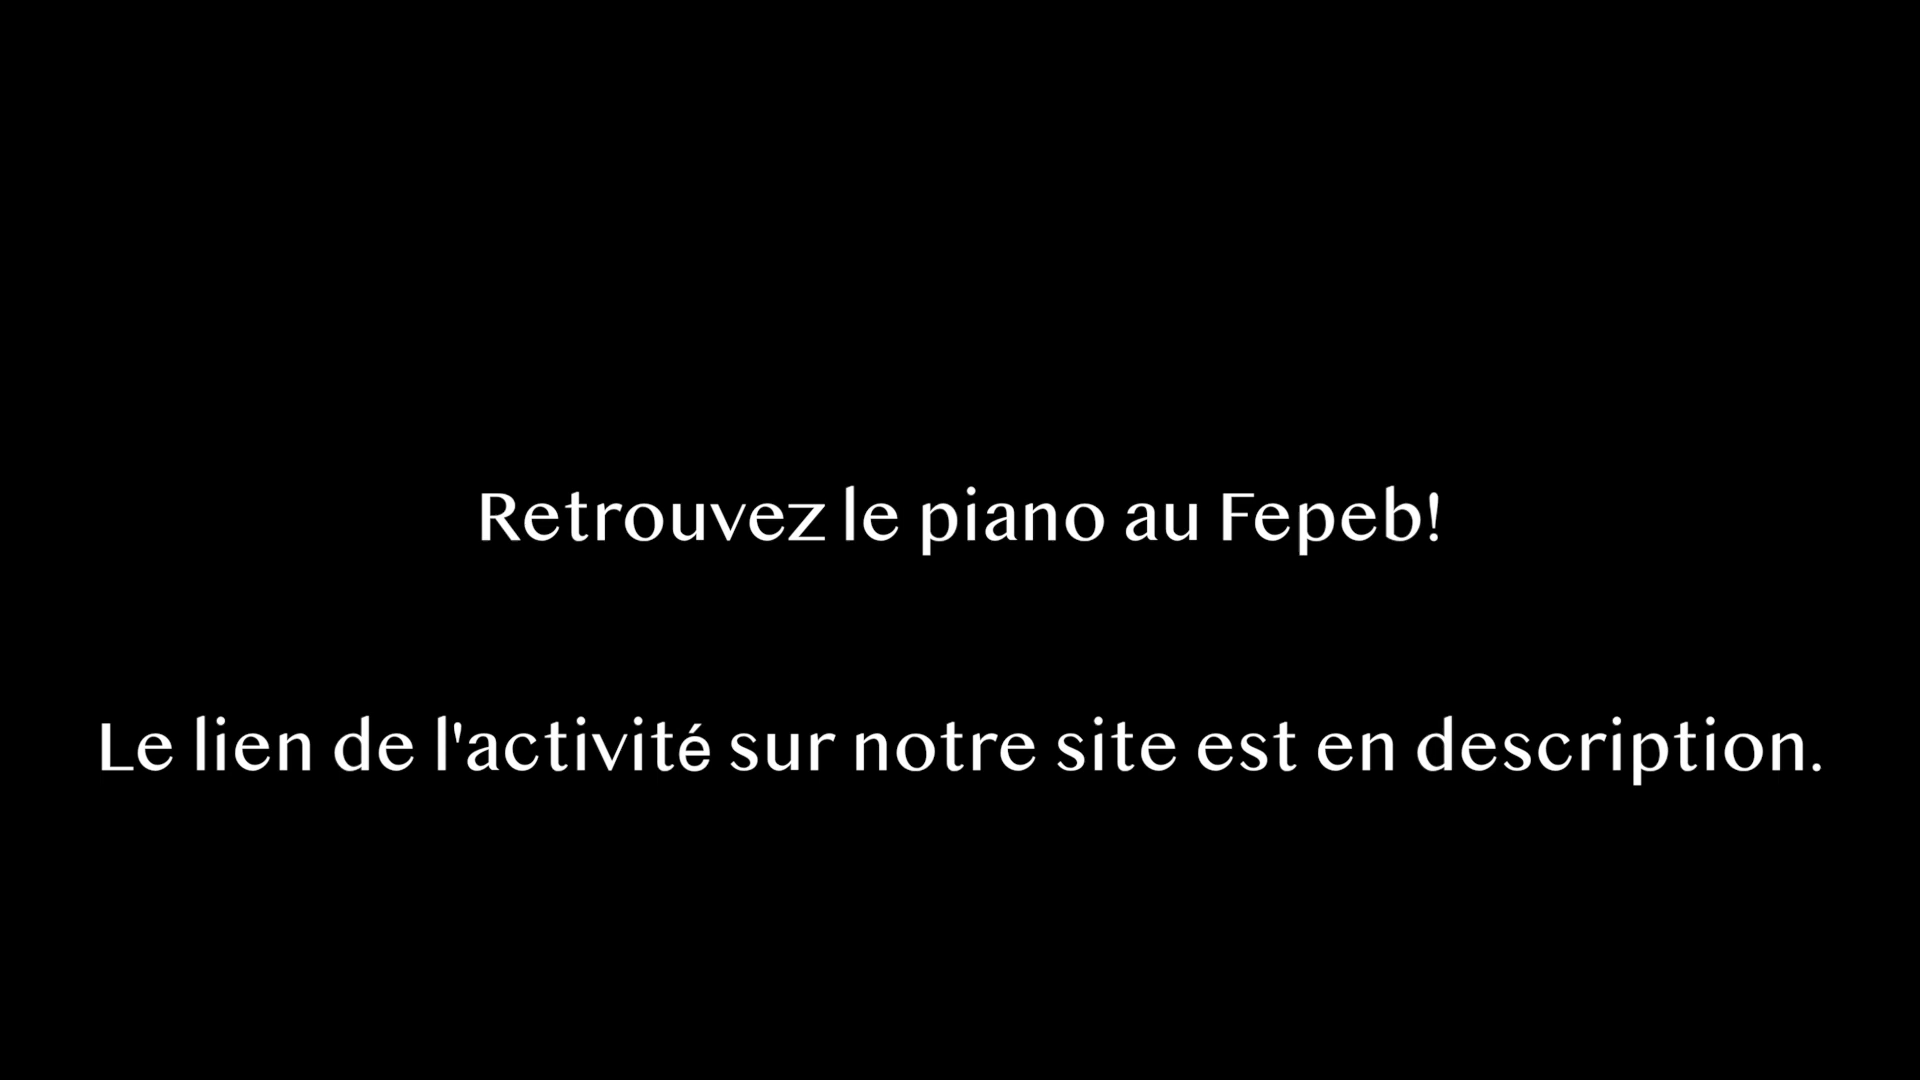 Retrouvez le piano au Fepeb!
Le lien de l'activité sur notre site est en description.